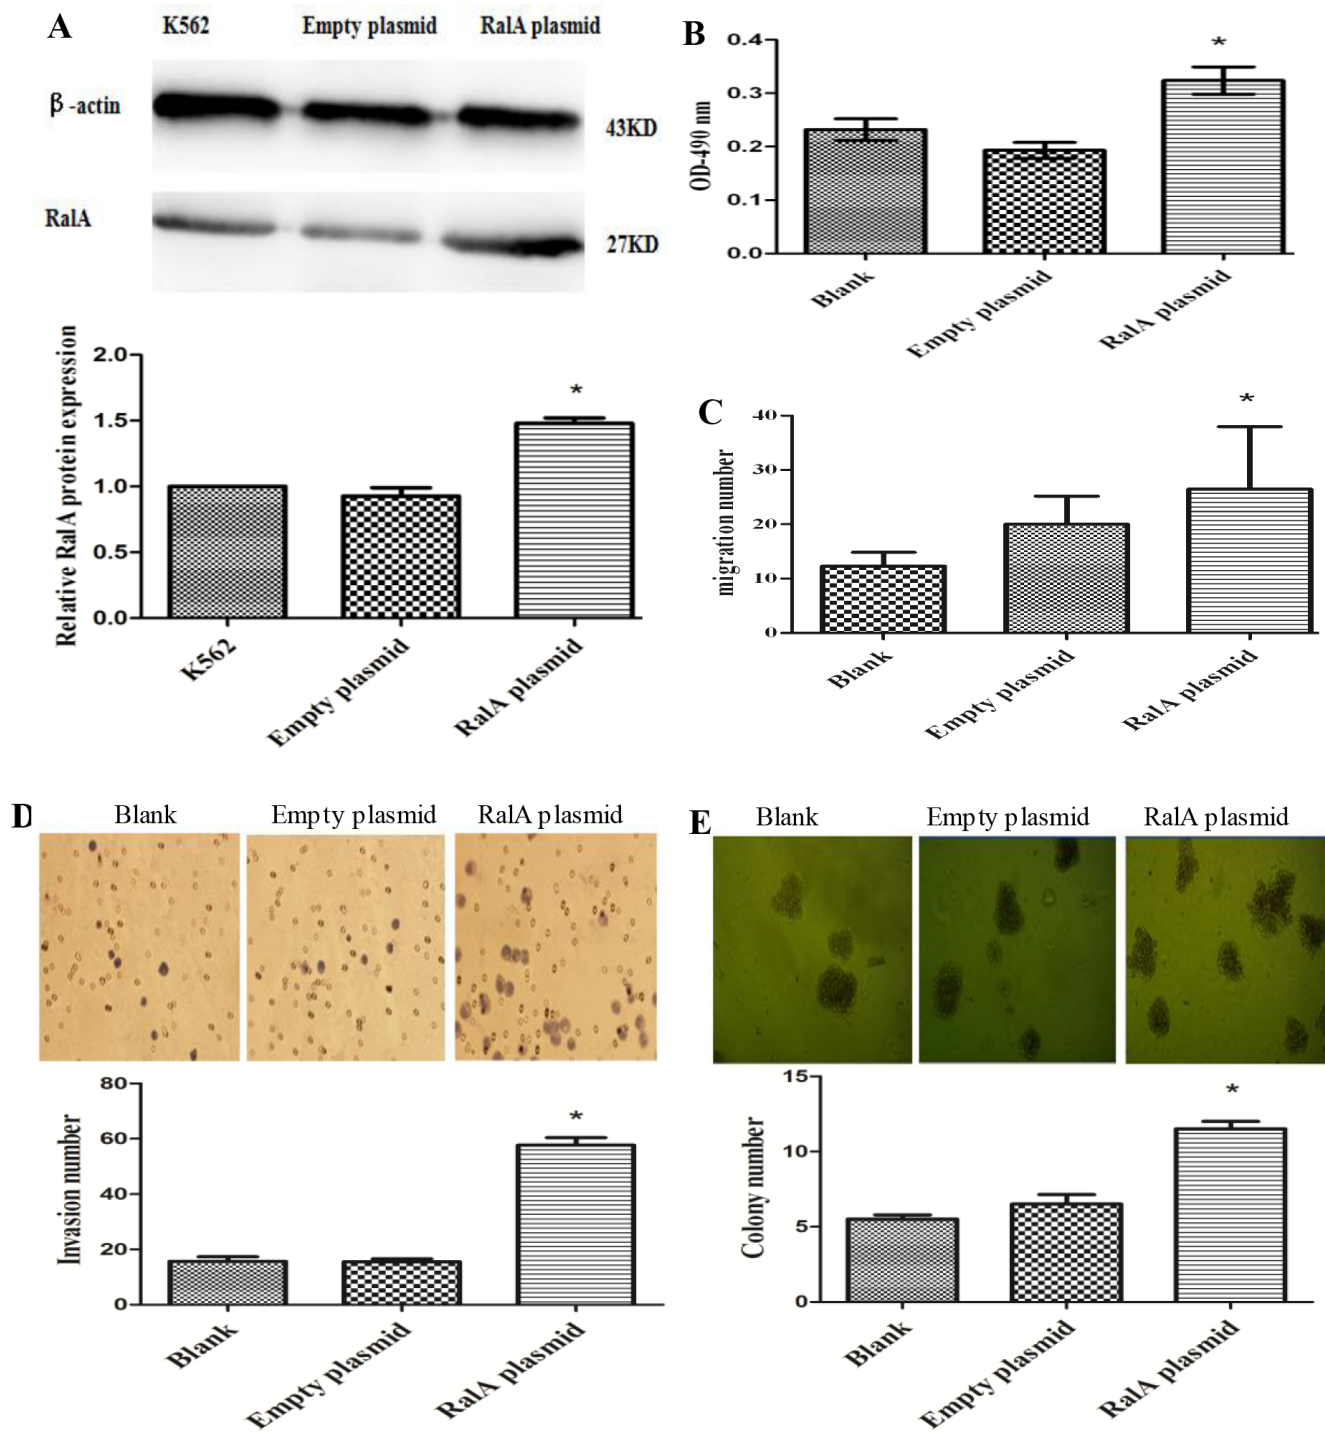 A
K562 Empty plasmid RalA plasmid
β-actin
43KD
RalA
27KD
Relative RalA protein expression
2.0
1.5
1.0
0.5
0.0
*
K562 Empty plasmid RalA plasmid
B
OD-490 nm
0.4
0.3
0.2
0.1
0.0
*
Blank Empty plasmid RalA plasmid
C
migration number
40
30
20
10
0
*
Blank Empty plasmid RalA plasmid
D
Blank Empty plasmid RalA plasmid
Invasion number
80
60
40
20
0
*
Blank Empty plasmid RalA plasmid
E
Blank Empty plasmid RalA plasmid
Colony number
15
10
5
0
*
Blank Empty plasmid RalA plasmid